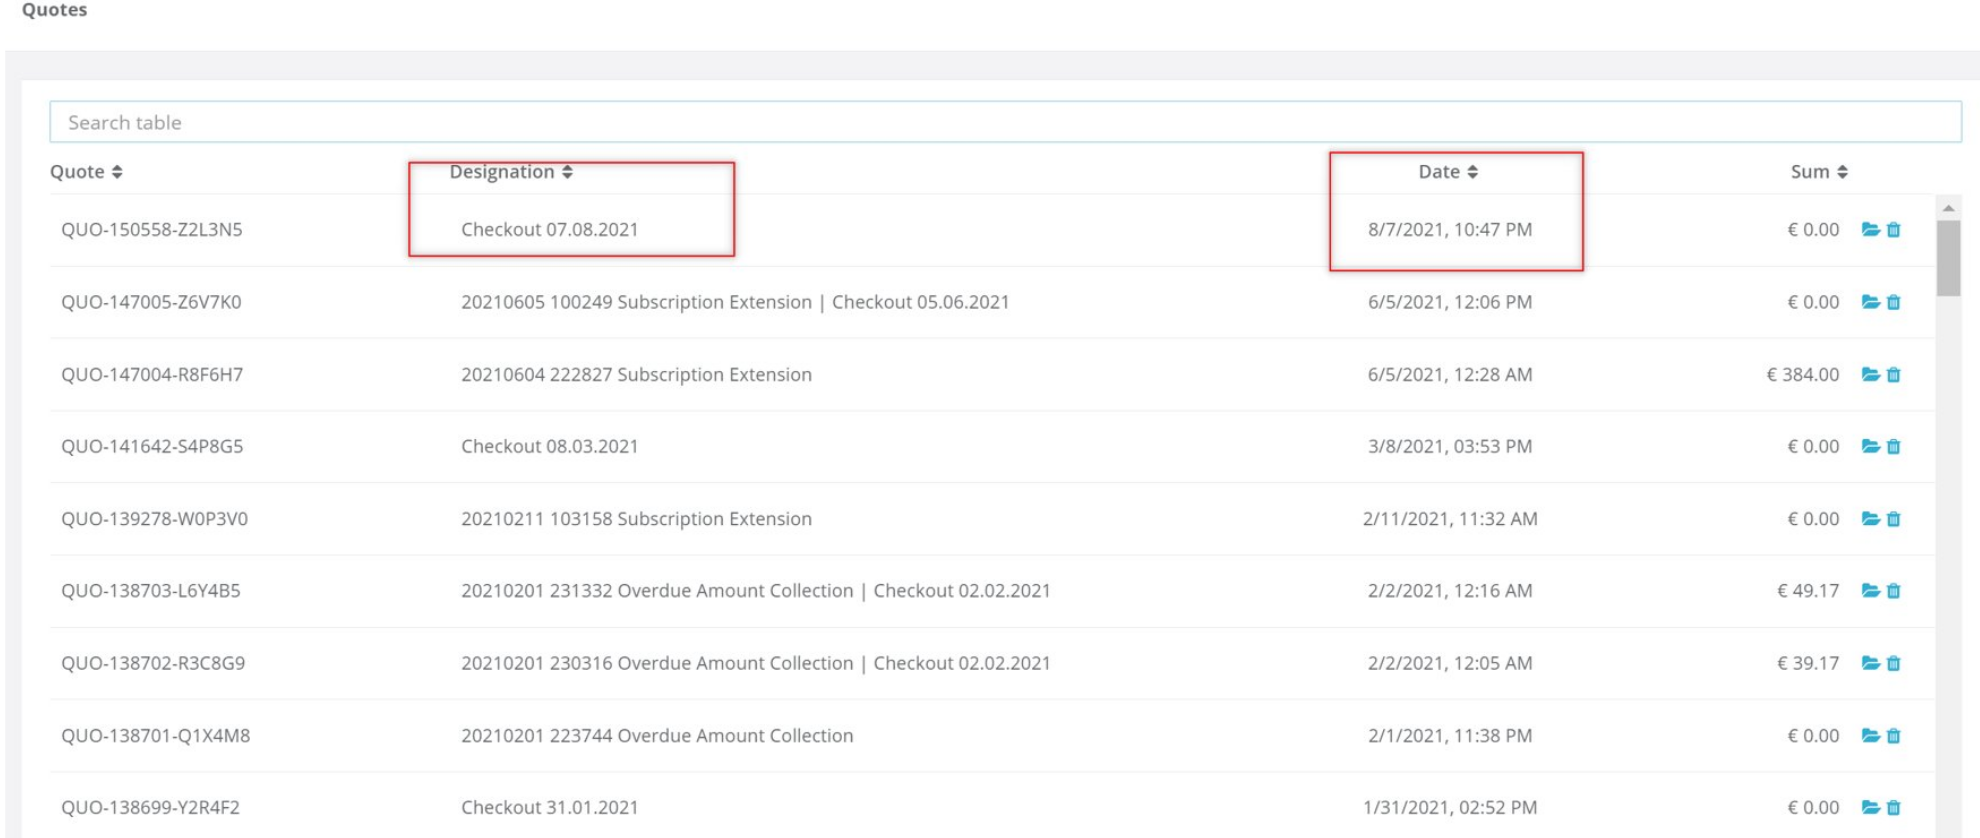 Quotes
Search table
Quote Designation Date Sum
QUO-150558-Z2L3N5 Checkout 07.08.2021 8/7/2021, 10:47 PM € 0.00
QUO-147005-Z6V7K0 20210605 100249 Subscription Extension | Checkout 05.06.2021 6/5/2021, 12:06 PM € 0.00
QUO-147004-R8F6H7 20210604 222827 Subscription Extension 6/5/2021, 12:28 AM € 384.00
QUO-141642-S4P8G5 Checkout 08.03.2021 3/8/2021, 03:53 PM € 0.00
QUO-139278-W0P3V0 20210211 103158 Subscription Extension 2/11/2021, 11:32 AM € 0.00
QUO-138703-L6Y4B5 20210201 231332 Overdue Amount Collection | Checkout 02.02.2021 2/2/2021, 12:16 AM € 49.17
QUO-138702-R3C8G9 20210201 230316 Overdue Amount Collection | Checkout 02.02.2021 2/2/2021, 12:05 AM € 39.17
QUO-138701-Q1X4M8 20210201 223744 Overdue Amount Collection 2/1/2021, 11:38 PM € 0.00
QUO-138699-Y2R4F2 Checkout 31.01.2021 1/31/2021, 02:52 PM € 0.00